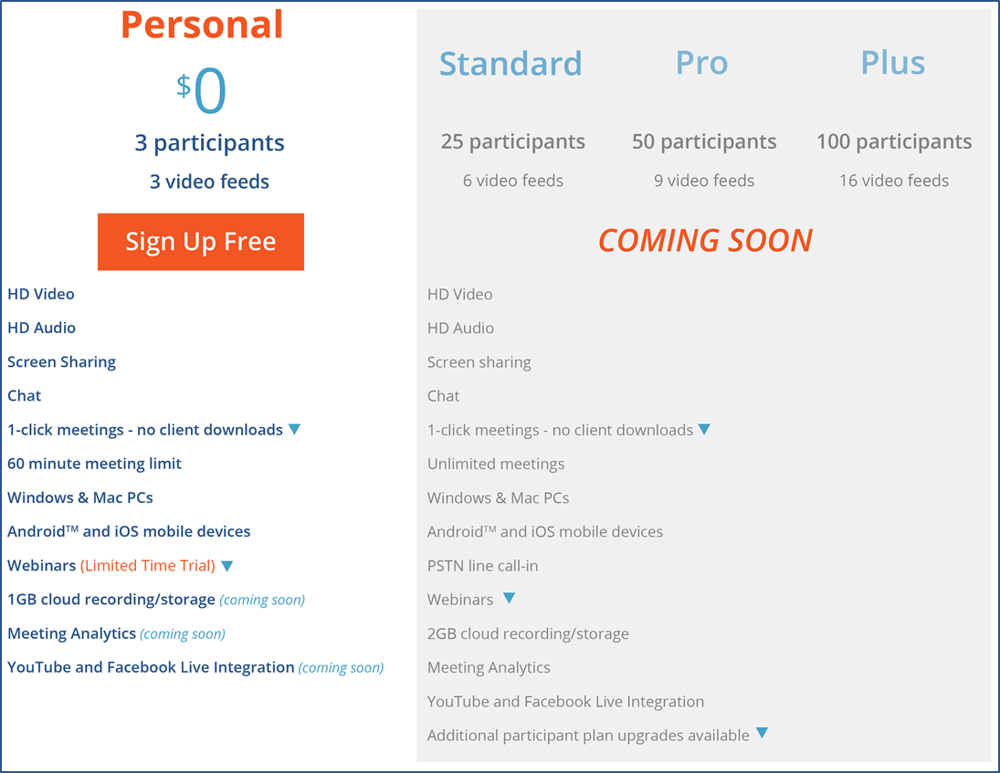 Personal
$0
3 participants
3 video feeds
Sign Up Free
HD Video
HD Audio
Screen Sharing
Chat
1-click meetings - no client downloads
60 minute meeting limit
Windows & Mac PCs
Android™ and iOS mobile devices
Webinars (Limited Time Trial)
1GB cloud recording/storage (coming soon)
Meeting Analytics (coming soon)
YouTube and Facebook Live Integration (coming soon)
Standard Pro Plus
25 participants 50 participants 100 participants
6 video feeds 9 video feeds 16 video feeds
COMING SOON
HD Video
HD Audio
Screen sharing
Chat
1-click meetings - no client downloads
Unlimited meetings
Windows & Mac PCs
Android™ and iOS mobile devices
PSTN line call-in
Webinars
2GB cloud recording/storage
Meeting Analytics
YouTube and Facebook Live Integration
Additional participant plan upgrades available